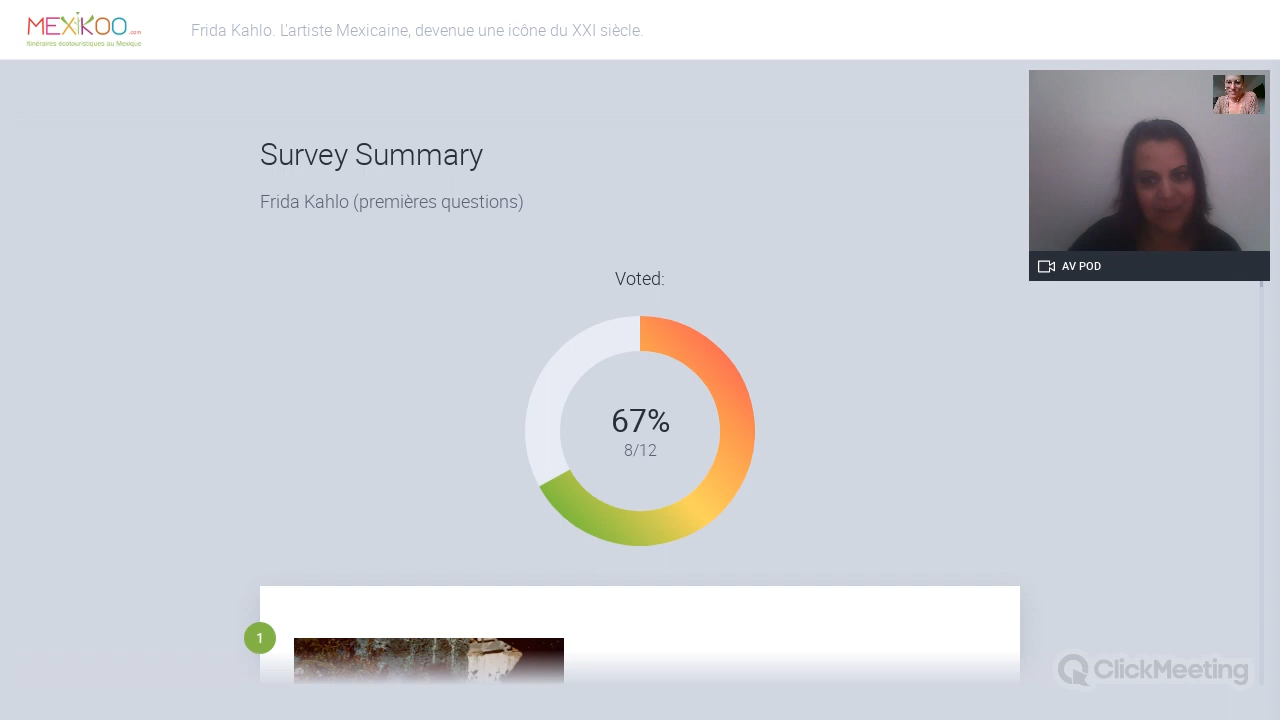 MEXIKOO.com
Itinéraires écotouristiques au Mexique
Frida Kahlo. L'artiste Mexicaine, devenue une icône du XXI siècle.
Survey Summary
Frida Kahlo (premières questions)
Voted:
67%
8/12
AV POD
1
ClickMeeting